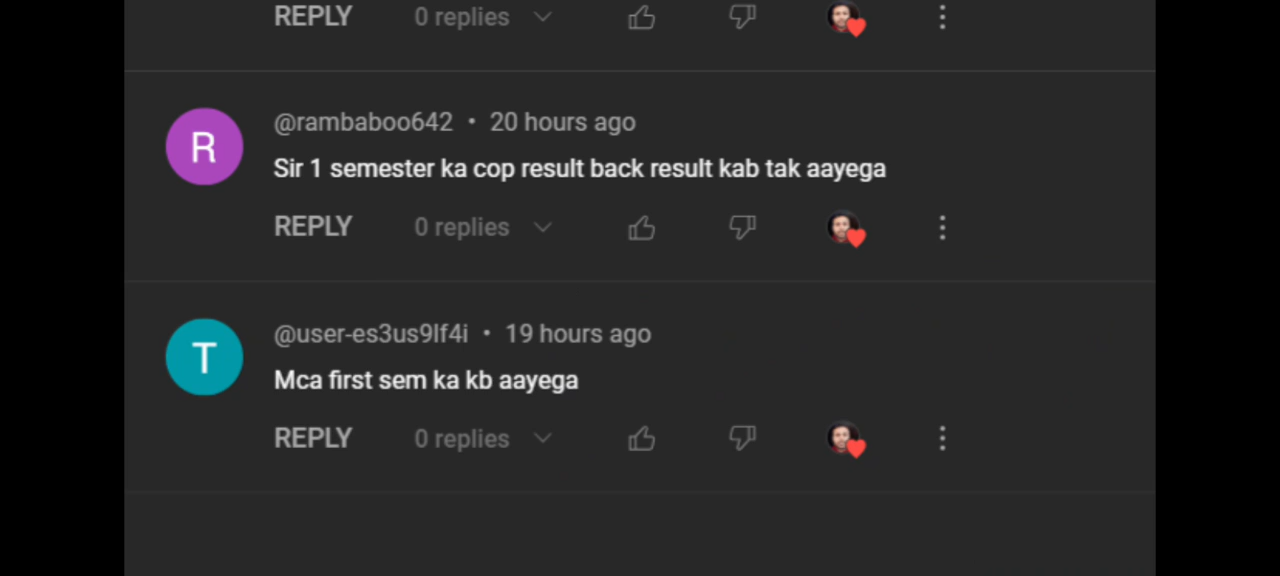 REPLY 0 replies
R
@rambaboo642 • 20 hours ago
Sir 1 semester ka cop result back result kab tak aayega
REPLY 0 replies
T
@user-es3us9lf4i • 19 hours ago
Mca first sem ka kb aayega
REPLY 0 replies